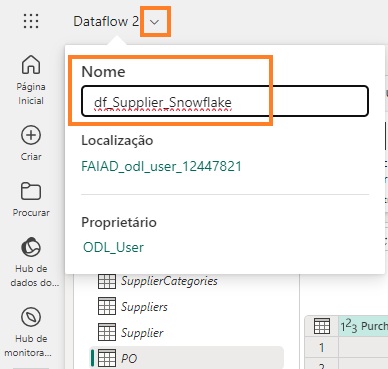 Dataflow 2
Nome
df_Supplier_Snowflake
Localização
FAIAD_odl_user_12447821
Proprietário
ODL_User
Página
Inicial
Criar
Procurar
Hub de
dados do...
Hub de
monitora...
SupplierCategories
Suppliers
Supplier
PO
1²3 Purch
1
2